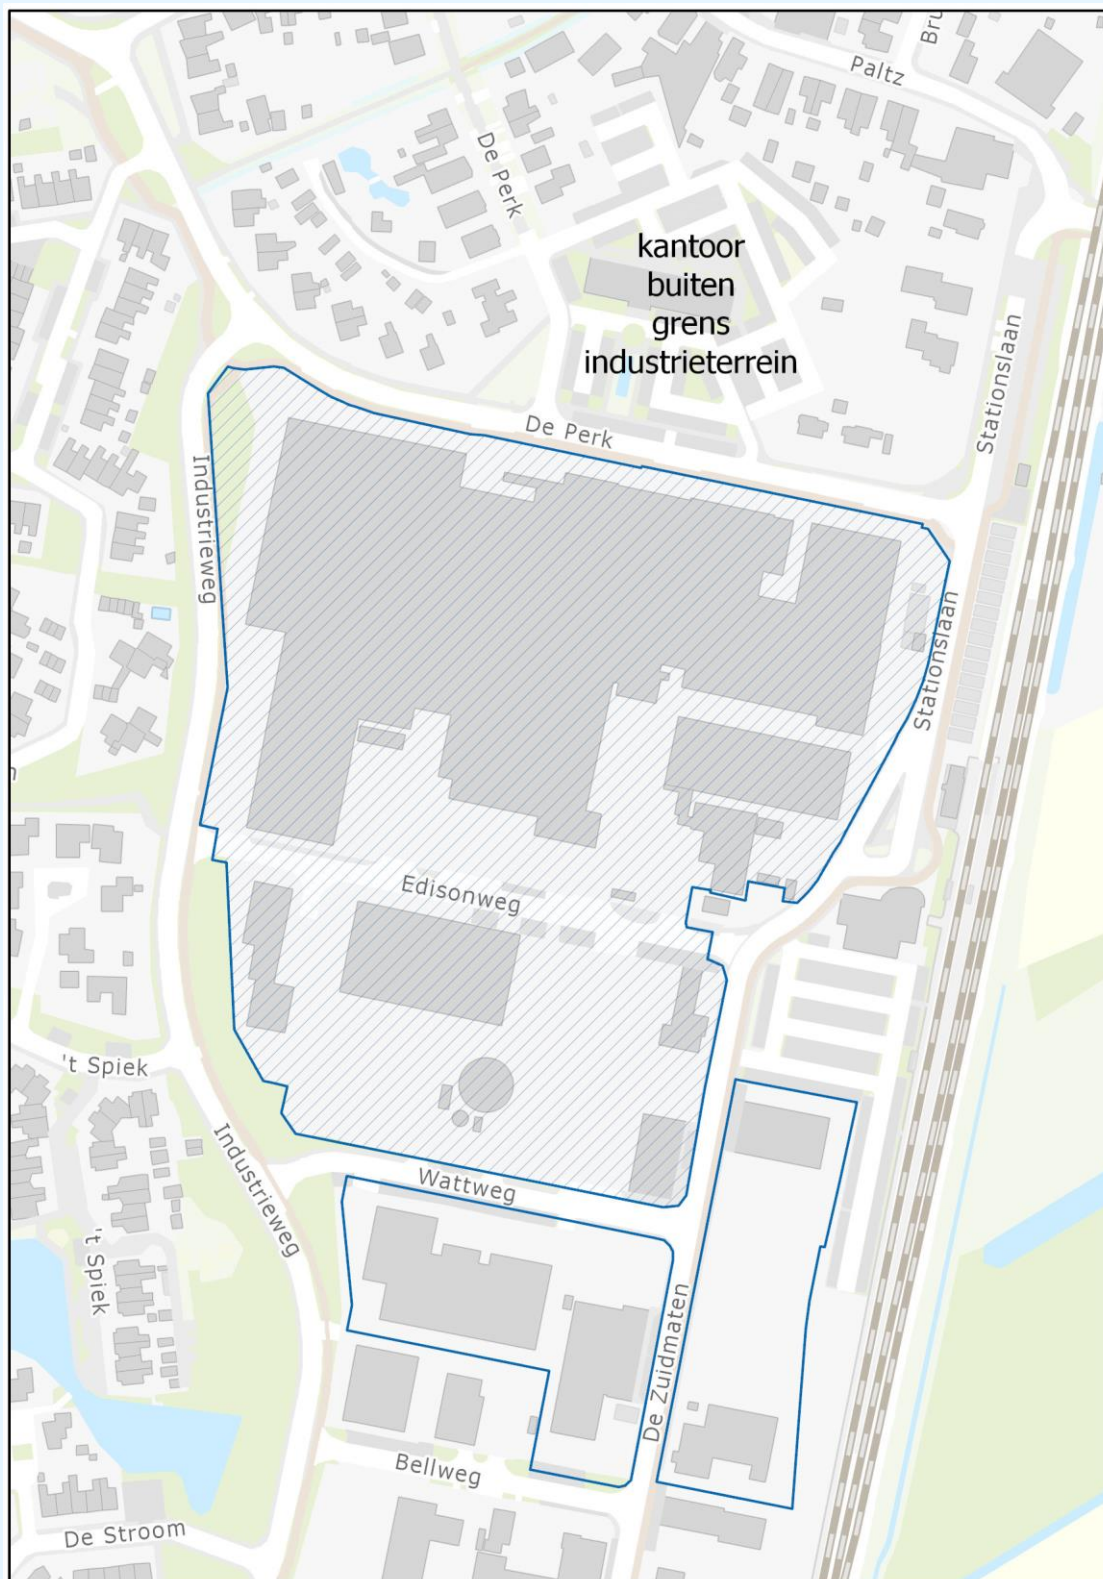 Bru
Paltz
De Perk
kantoor
buiten
grens
industrieterrein
Stationslaan
De Perk
Industrieweg
Stationslaan
Edisonweg
't Spiek
Industrieweg
Wattweg
't Spiek
De Zuidmaten
Bellweg
De Stroom